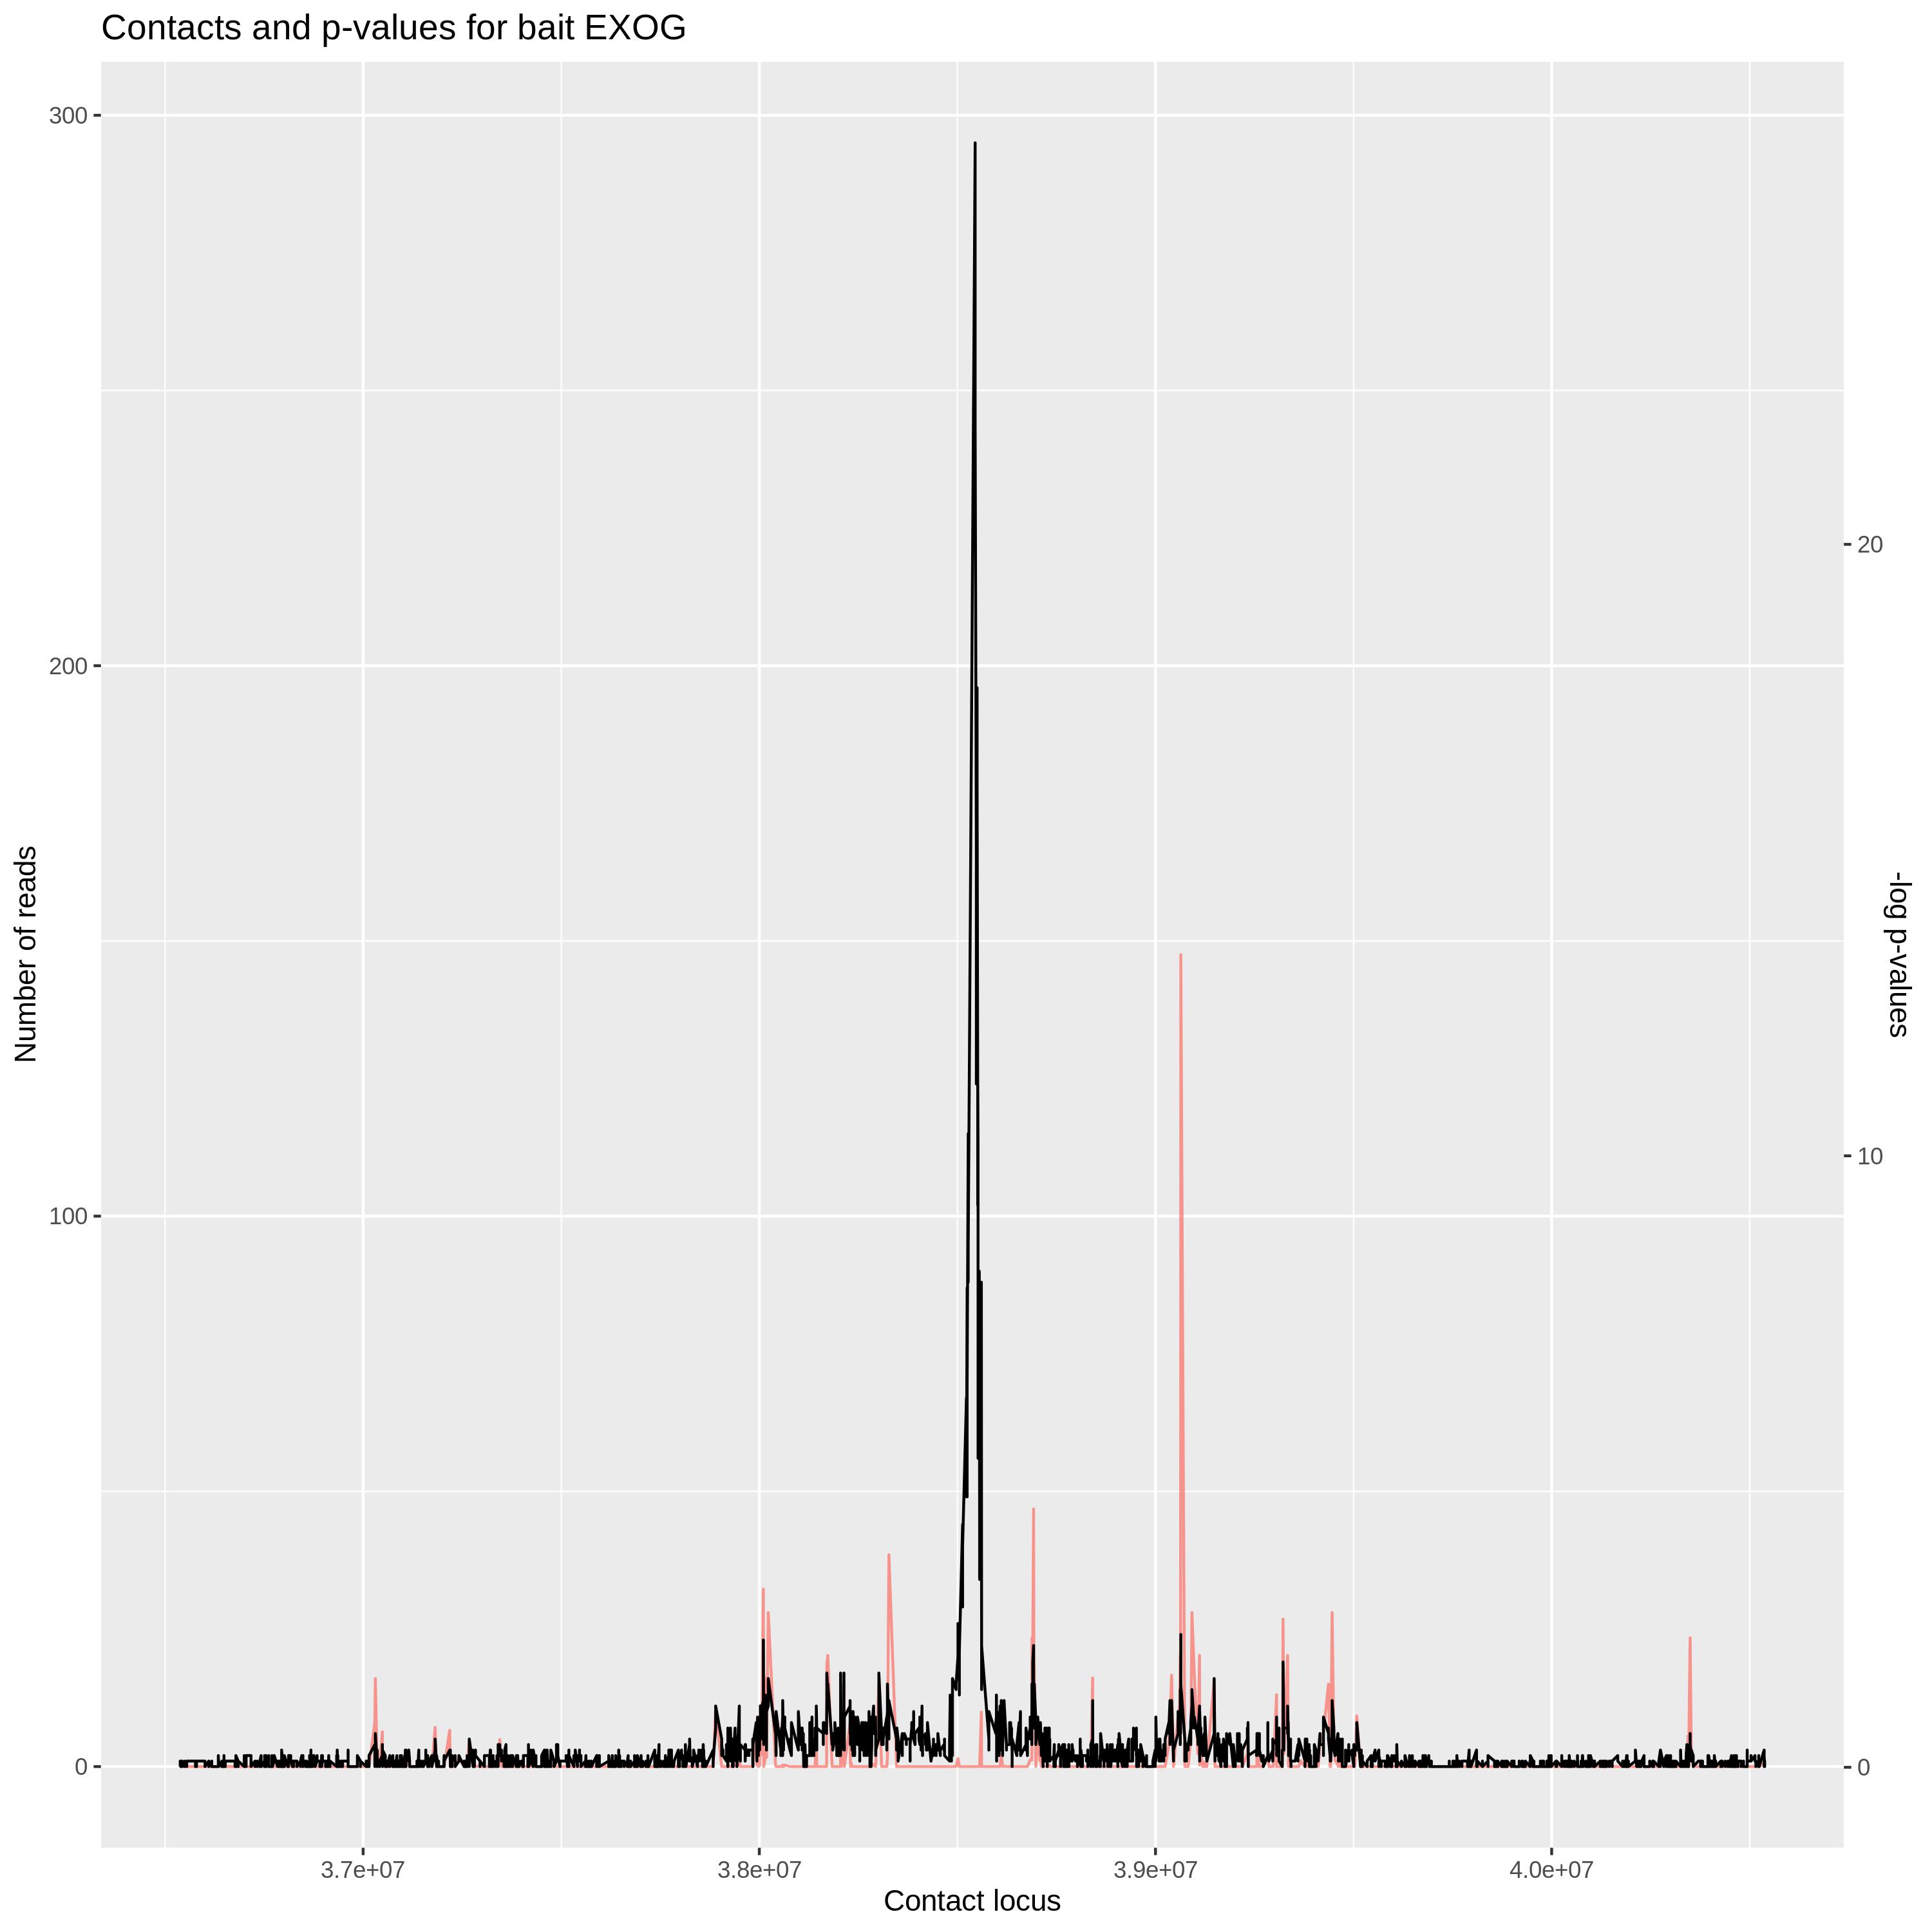 Contacts and p-values for bait EXOG
300
200
100
0
Number of reads
20
10
0
-log p-values
3.7e+07
3.8e+07
3.9e+07
4.0e+07
Contact locus